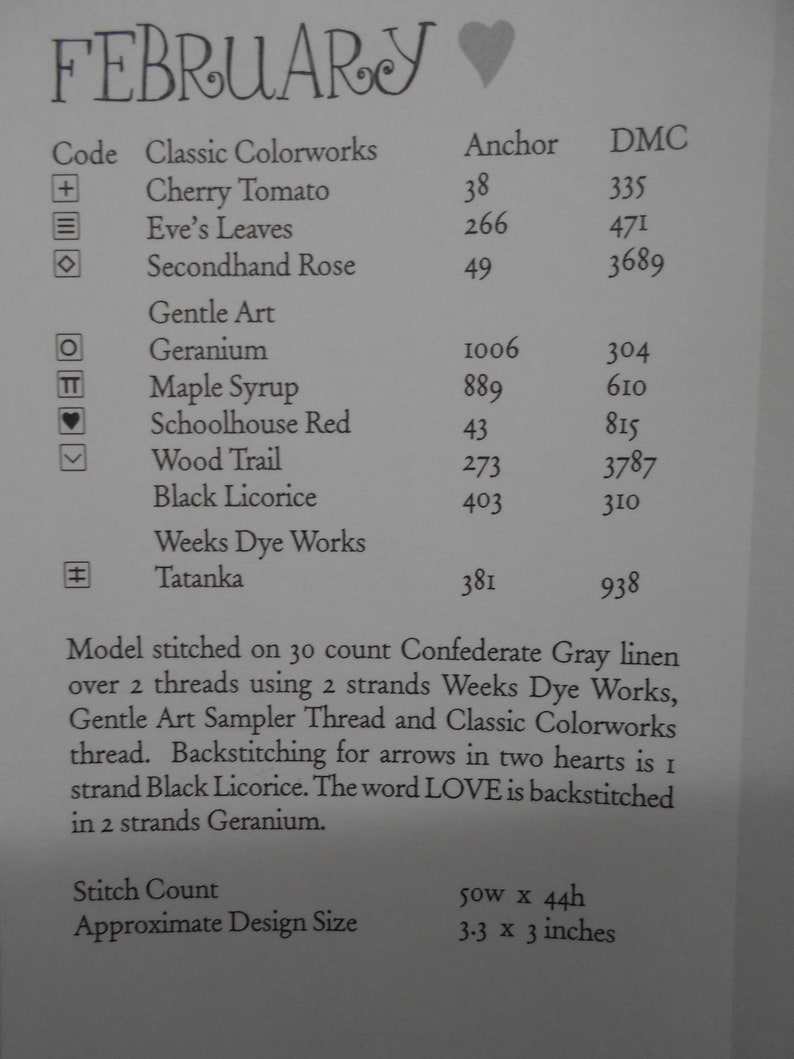 FEBRUARY
Code Classic Colorworks Anchor DMC
Cherry Tomato 38 335
Eve's Leaves 266 471
Secondhand Rose 49 3689
Gentle Art
Geranium 1006 304
Maple Syrup 889 610
Schoolhouse Red 43 815
Wood Trail 273 3787
Black Licorice 403 310
Weeks Dye Works
Tatanka 381 938
Model stitched on 30 count Confederate Gray linen
over 2 threads using 2 strands Weeks Dye Works,
Gentle Art Sampler Thread and Classic Colorworks
thread. Backstitching for arrows in two hearts is 1
strand Black Licorice. The word LOVE is backstitched
in 2 strands Geranium.
Stitch Count 50w x 44h
Approximate Design Size 3.3 x 3 inches